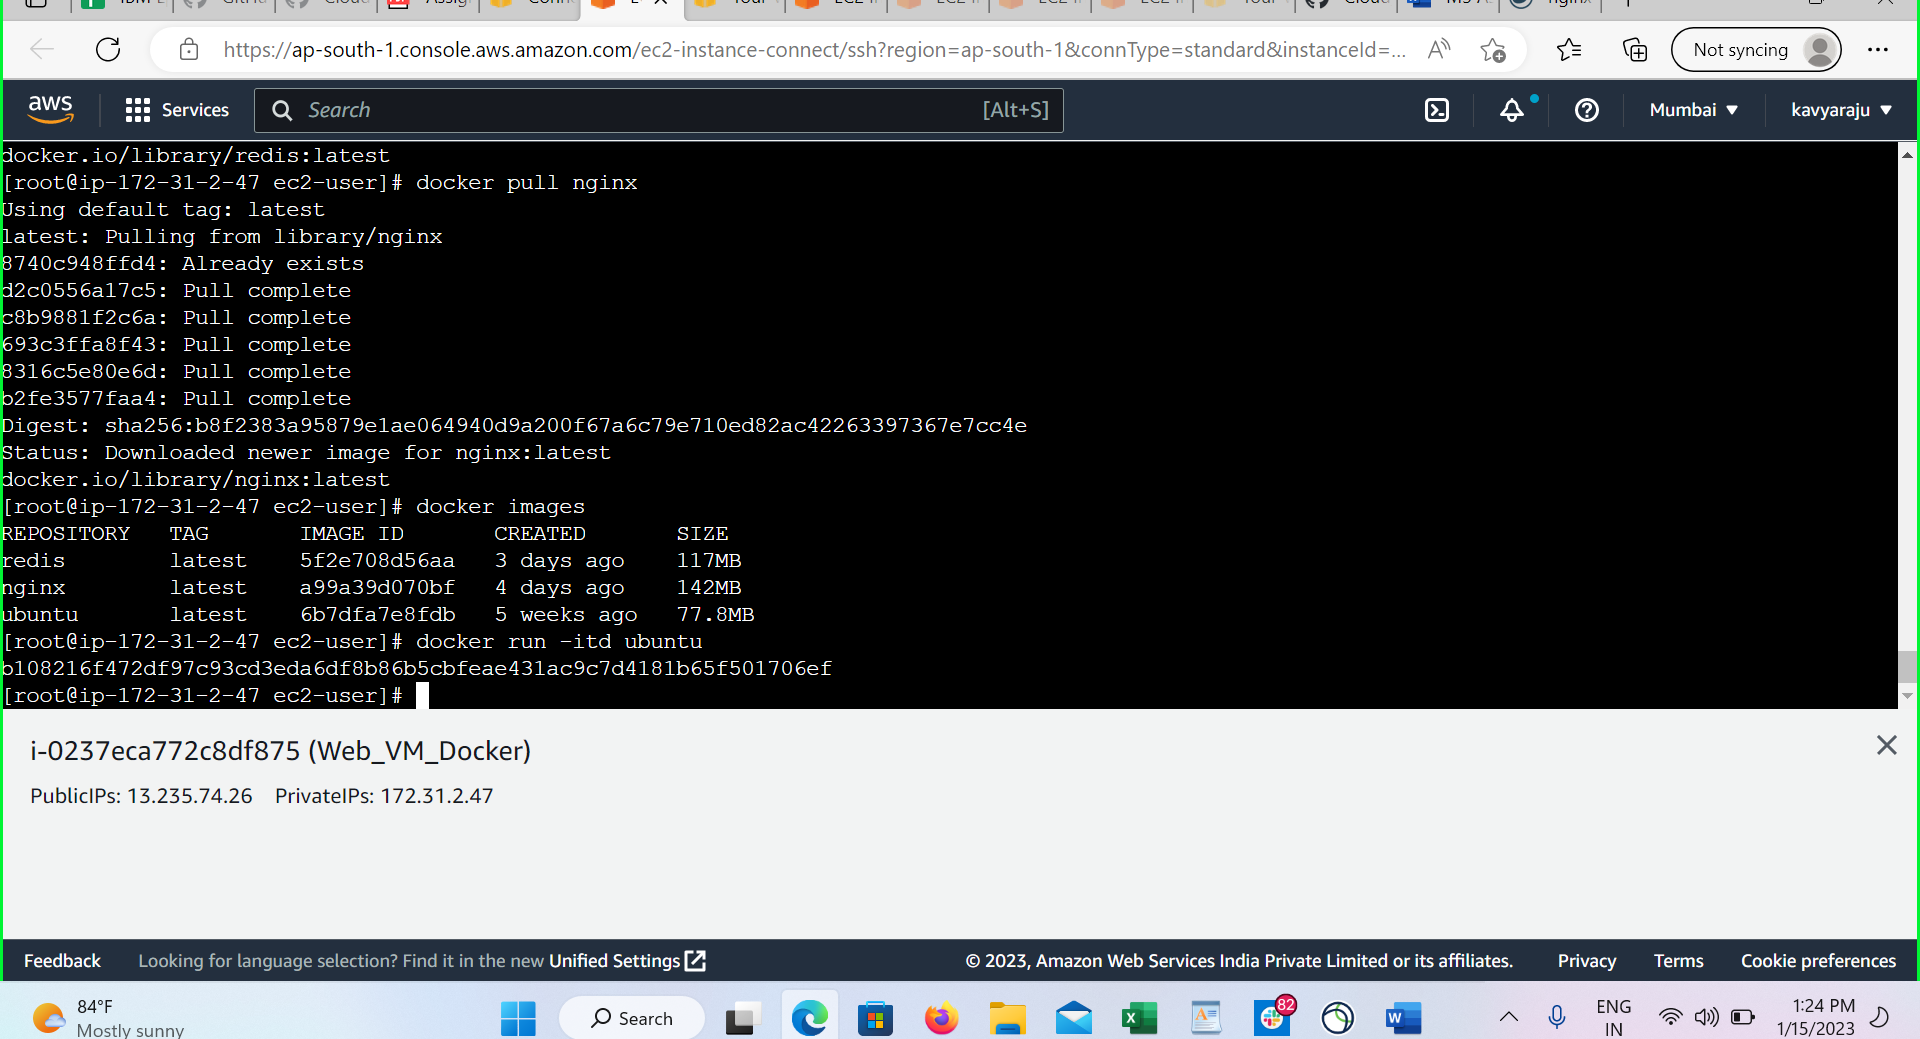 https://ap-south-1.console.aws.amazon.com/ec2-instance-connect/ssh?region=ap-south-1&connType=standard&instanceId=...
Not syncing
aws
Services
Search
[Alt+S]
Mumbai
kavyaraju
docker.io/library/redis:latest
[root@ip-172-31-2-47 ec2-user]# docker pull nginx
Using default tag: latest
latest: Pulling from library/nginx
8740c948ffd4: Already exists
d2c0556a17c5: Pull complete
c8b9881f2c6a: Pull complete
693c3ffa8f43: Pull complete
8316c5e80e6d: Pull complete
b2fe3577faa4: Pull complete
Digest: sha256:b8f2383a95879e1ae064940d9a200f67a6c79e710ed82ac42263397367e7cc4e
Status: Downloaded newer image for nginx:latest
docker.io/library/nginx:latest
[root@ip-172-31-2-47 ec2-user]# docker images
REPOSITORY   TAG       IMAGE ID       CREATED       SIZE
redis        latest    5f2e708d56aa   3 days ago    117MB
nginx        latest    a99a39d070bf   4 days ago    142MB
ubuntu       latest    6b7dfa7e8fdb   5 weeks ago   77.8MB
[root@ip-172-31-2-47 ec2-user]# docker run -itd ubuntu
b108216f472df97c93cd3eda6df8b86b5cbfeae431ac9c7d4181b65f501706ef
[root@ip-172-31-2-47 ec2-user]#
i-0237eca772c8df875 (Web_VM_Docker)
PublicIPs: 13.235.74.26   PrivateIPs: 172.31.2.47
Feedback
Looking for language selection? Find it in the new Unified Settings
© 2023, Amazon Web Services India Private Limited or its affiliates.
Privacy
Terms
Cookie preferences
84°F
Mostly sunny
Search
82
ENG
IN
1:24 PM
1/15/2023